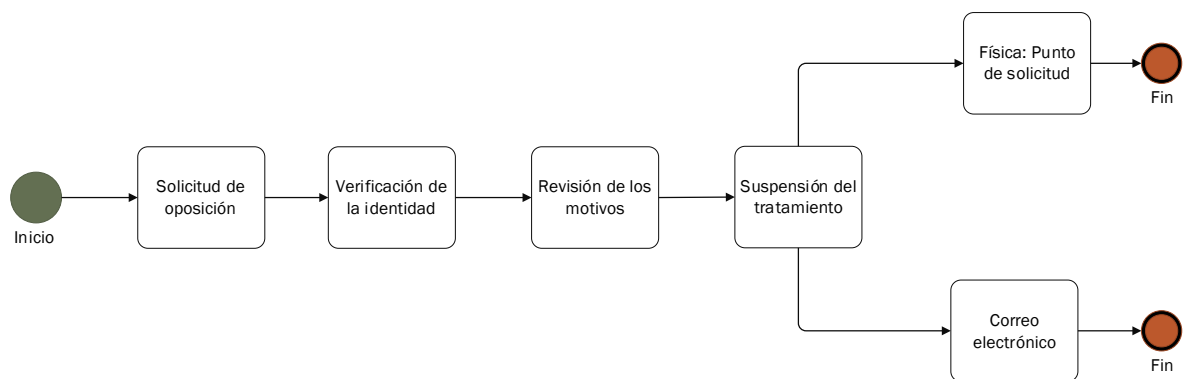 Inicio
Solicitud de
oposición
Verificación de
la identidad
Revisión de los
motivos
Suspensión del
tratamiento
Física: Punto
de solicitud
Fin
Correo
electrónico
Fin